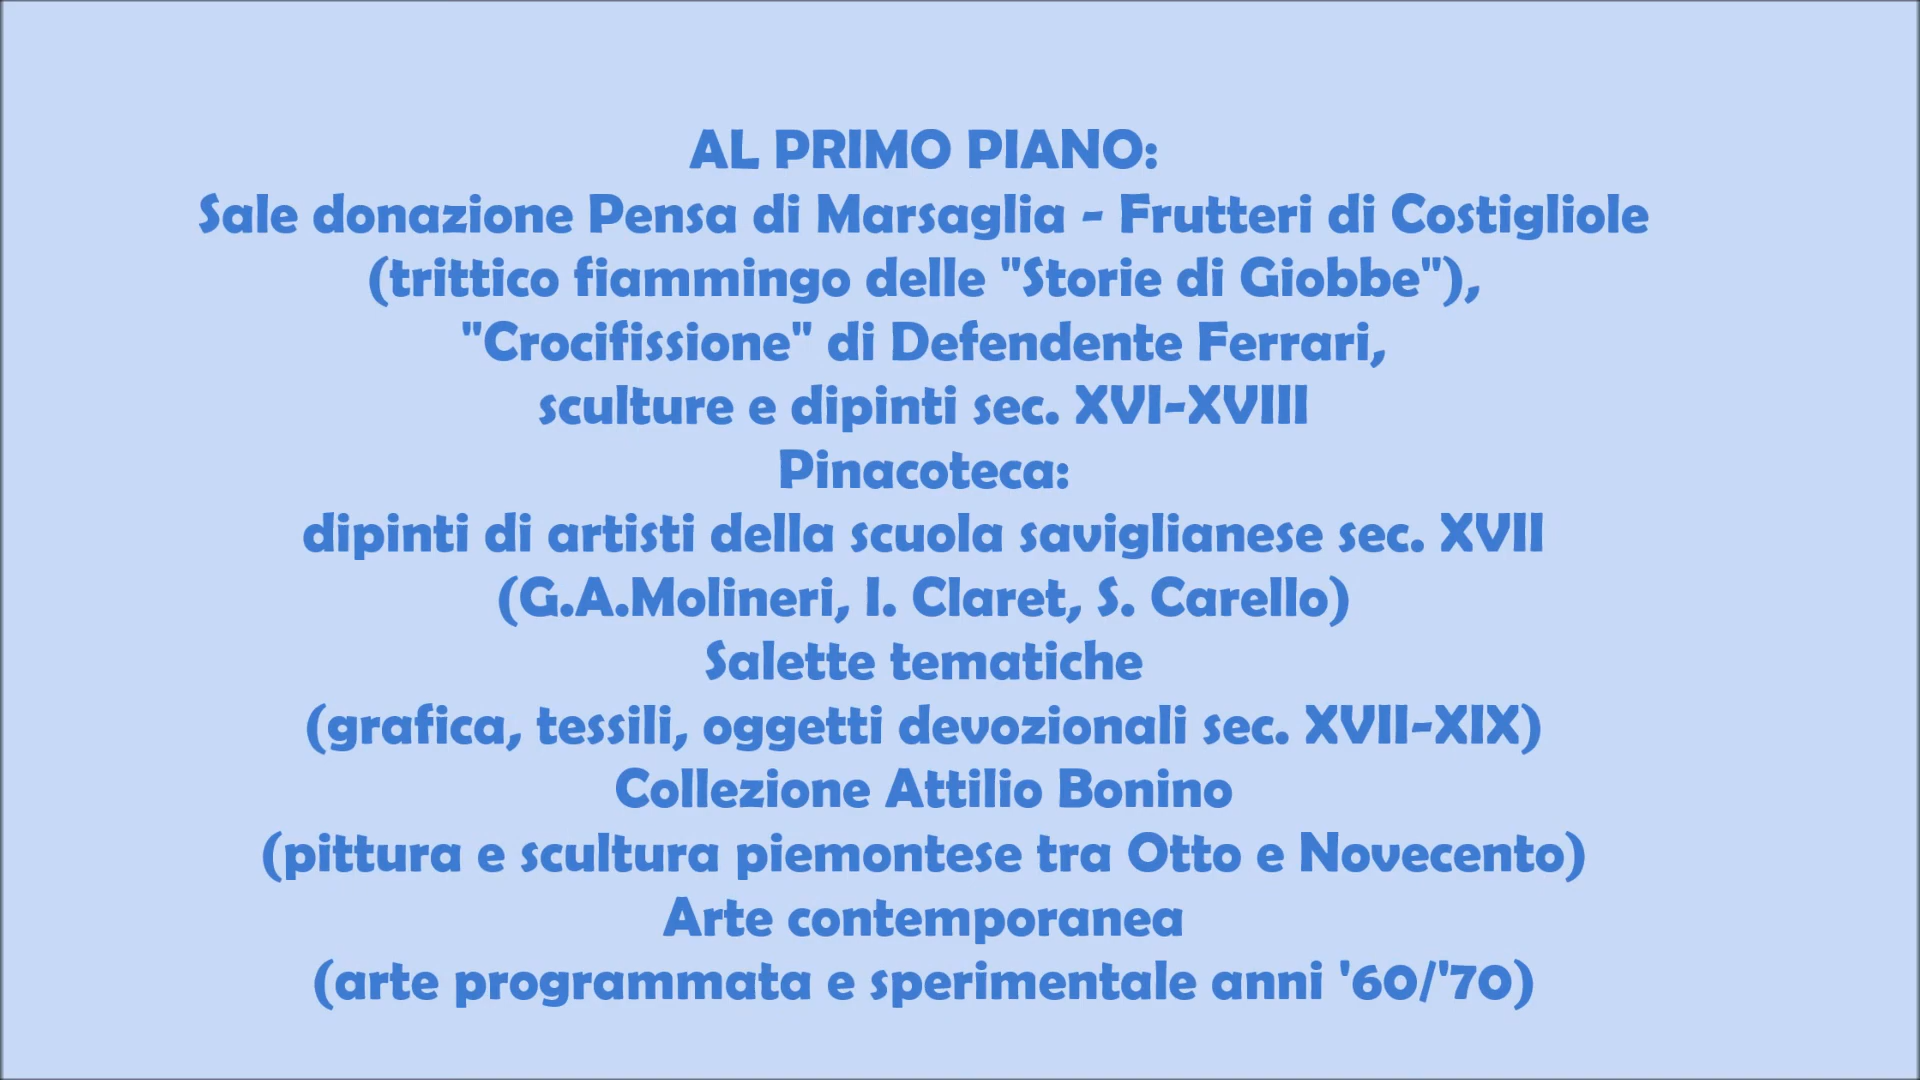 AL PRIMO PIANO:
Sale donazione Pensa di Marsaglia - Frutteri di Costigliole
(trittico fiammingo delle "Storie di Giobbe"),
"Crocifissione" di Defendente Ferrari,
sculture e dipinti sec. XVI-XVIII
Pinacoteca:
dipinti di artisti della scuola saviglianese sec. XVII
(G.A.Molineri, I. Claret, S. Carello)
Salette tematiche
(grafica, tessili, oggetti devozionali sec. XVII-XIX)
Collezione Attilio Bonino
(pittura e scultura piemontese tra Otto e Novecento)
Arte contemporanea
(arte programmata e sperimentale anni '60/'70)